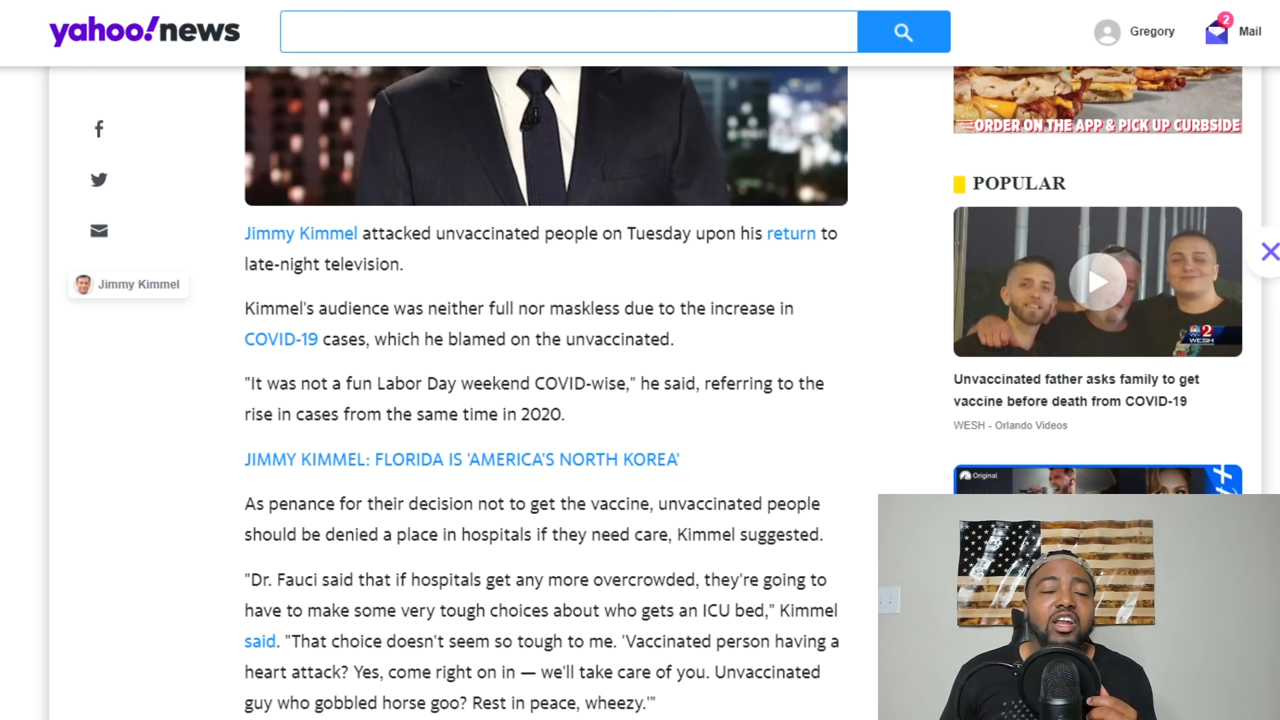 yahoo!news
Gregory
2
Mail
ORDER ON THE APP & PICK UP CURBSIDE
POPULAR
Jimmy Kimmel attacked unvaccinated people on Tuesday upon his return to
late-night television.
Jimmy Kimmel
Kimmel's audience was neither full nor maskless due to the increase in
COVID-19 cases, which he blamed on the unvaccinated.
2
WESH
"It was not a fun Labor Day weekend COVID-wise," he said, referring to the
rise in cases from the same time in 2020.
Unvaccinated father asks family to get
vaccine before death from COVID-19
WESH - Orlando Videos
JIMMY KIMMEL: FLORIDA IS 'AMERICA'S NORTH KOREA'
Original
As penance for their decision not to get the vaccine, unvaccinated people
should be denied a place in hospitals if they need care, Kimmel suggested.
"Dr. Fauci said that if hospitals get any more overcrowded, they're going to
have to make some very tough choices about who gets an ICU bed," Kimmel
said. "That choice doesn't seem so tough to me. 'Vaccinated person having a
heart attack? Yes, come right on in — we'll take care of you. Unvaccinated
guy who gobbled horse goo? Rest in peace, wheezy.'"